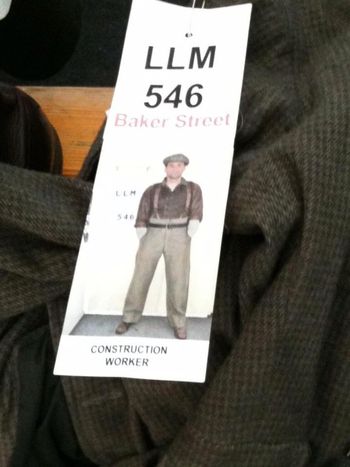 LLM
546
Baker Street
LLM
546
CONSTRUCTION
WORKER